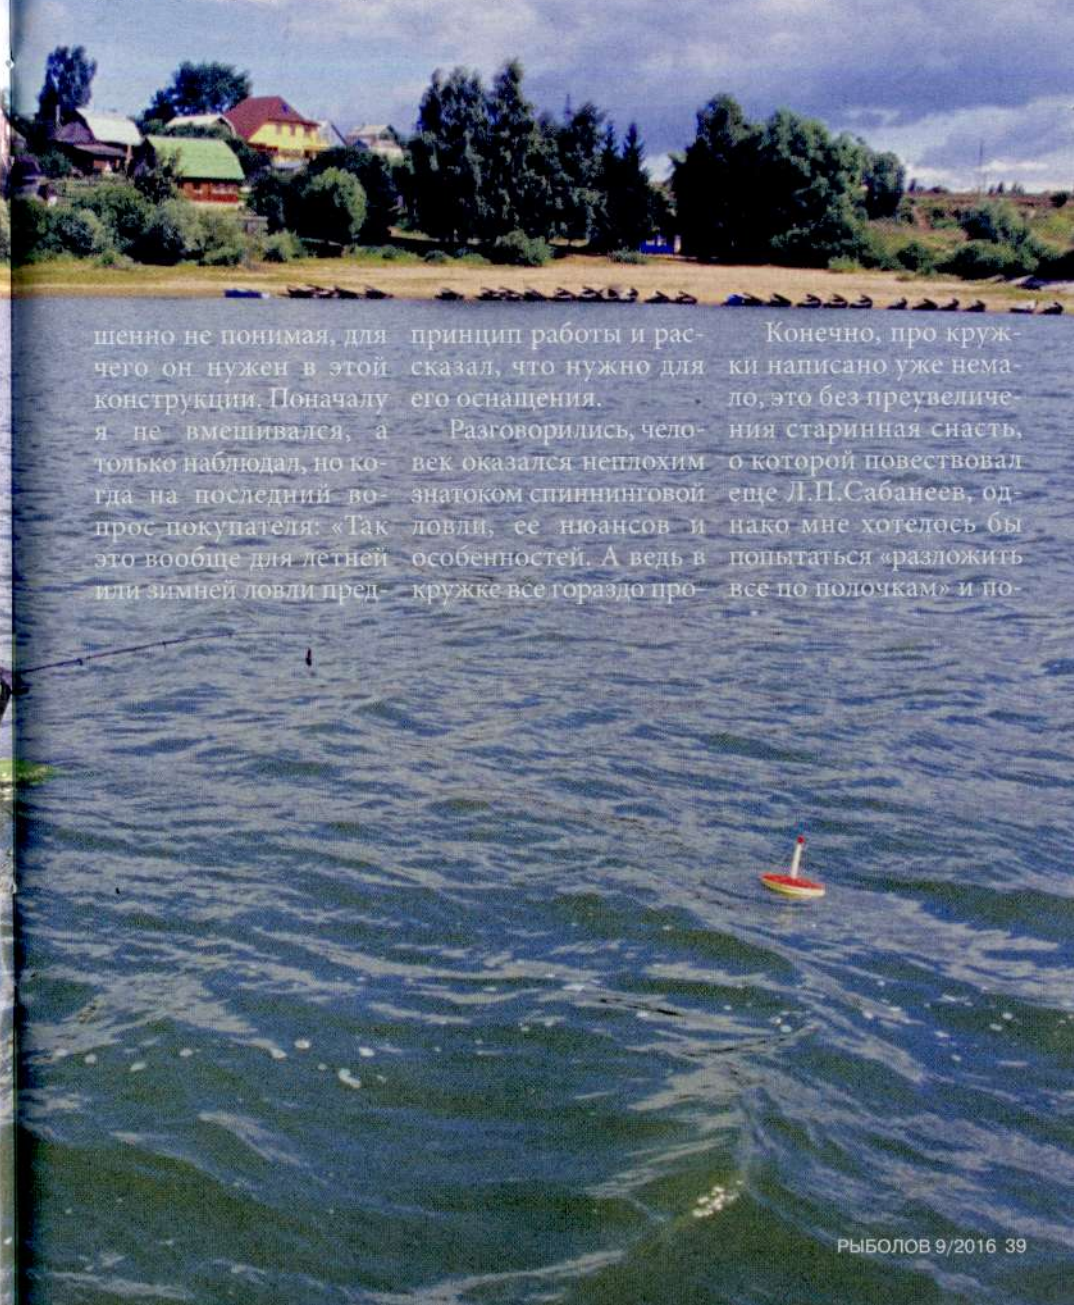 шенно не понимая, для
чего он нужен в этой
конструкции. Поначалу
я не вмешивался, а
только наблюдал, но ко-
гда на последний во-
прос покупателя: «Так
это вообще для летней
или зимней ловли пред-
принцип работы и рас-
сказал, что нужно для
его оснащения.
Разговорились, чело-
век оказался неплохим
знатоком спиннинговой
ловли, ее нюансов и
особенностей. А ведь в
кружке все гораздо про-
Конечно, про круж-
ки написано уже нема-
ло, это без преувеличе-
ния старинная снасть,
о которой повествовал
еще Л.П.Сабанеев, од-
нако мне хотелось бы
попытаться «разложить
все по полочкам» и по-
РЫБОЛОВ 9/2016 39